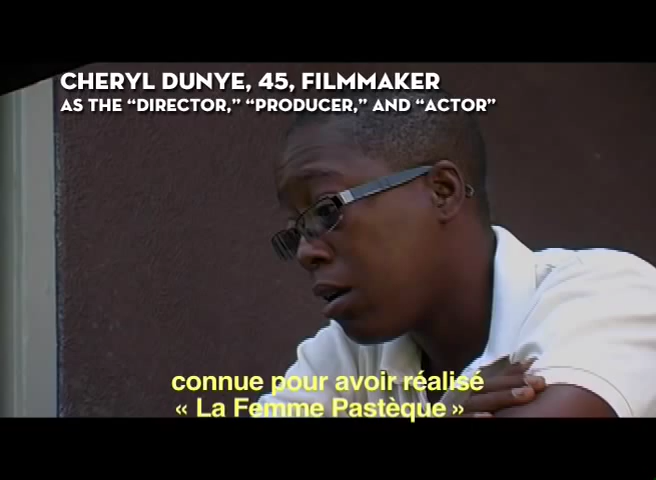 CHERYL DUNYE, 45, FILMMAKER
AS THE “DIRECTOR,” “PRODUCER,” AND “ACTOR”
connue pour avoir réalisé
« La Femme Pastèque »